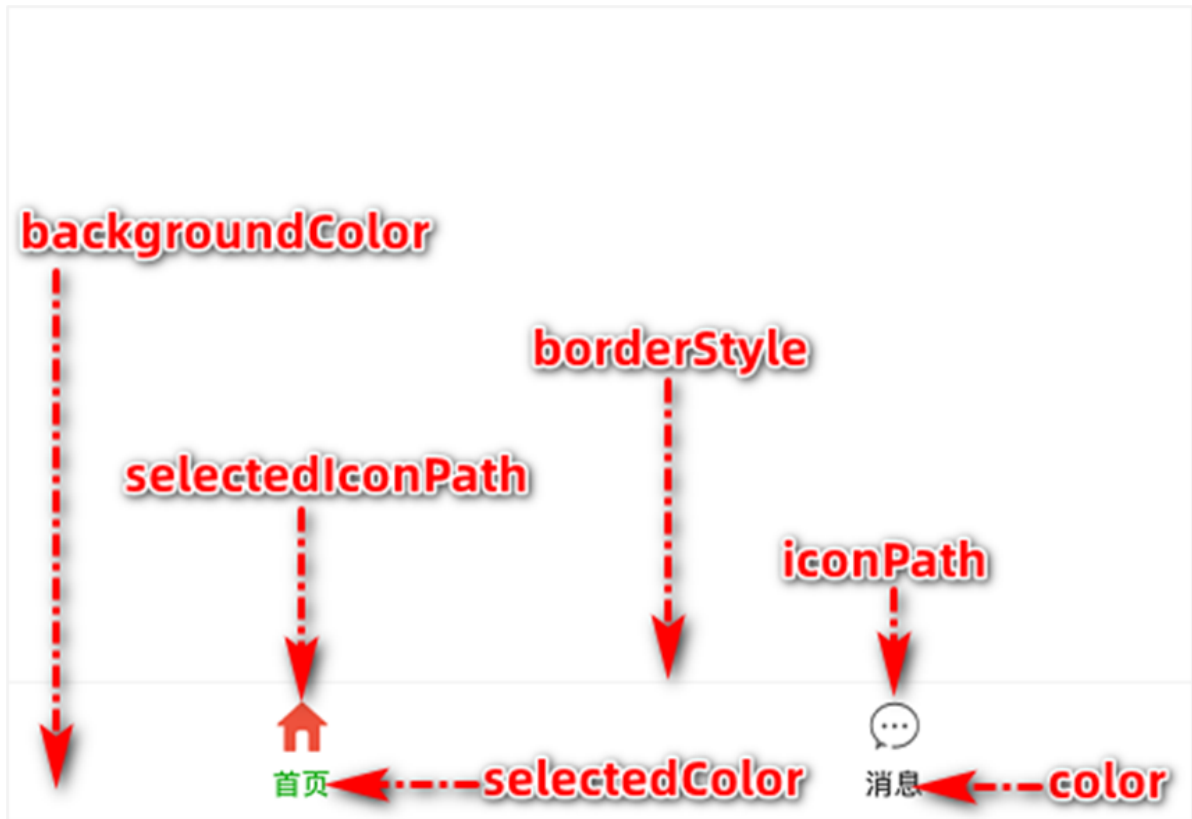 backgroundColor
borderStyle
selectedIconPath
iconPath
首页
selectedColor
消息
color